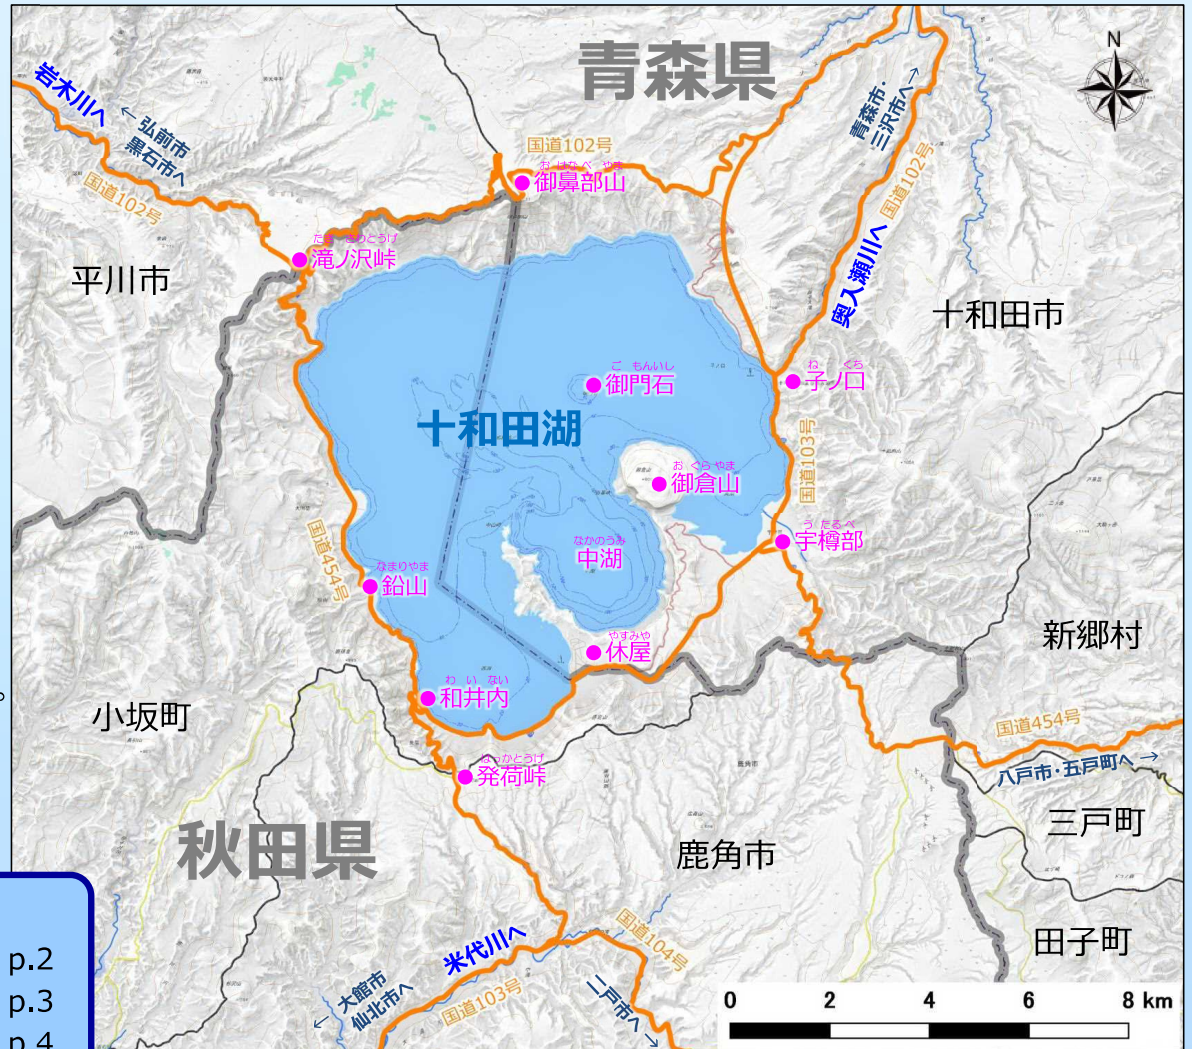 青森県
N
岩木川へ
← 弘前市
黒石市へ
国道102号
国道102号
おはなべ やま
御鼻部山
青森市・
三沢市へ →
国道102号
奥入瀬川へ
滝ノ沢峠
平川市
十和田市
ご もんいし
御門石
ね ぐち
子ノ口
十和田湖
国道103号
お ぐら やま
御倉山
うたるべ
宇樽部
なかのうみ
中湖
国道454号
なまりやま
鉛山
やすみや
休屋
わ い ない
和井内
新郷村
小坂町
国道454号
八戸市・五戸町へ →
はっかとうげ
発荷峠
三戸町
秋田県
鹿角市
田子町
国道104号
米代川へ
← 大館市
仙北市へ
国道103号
二戸市へ →
0 2 4 6 8 km
p.2
p.3
p.4